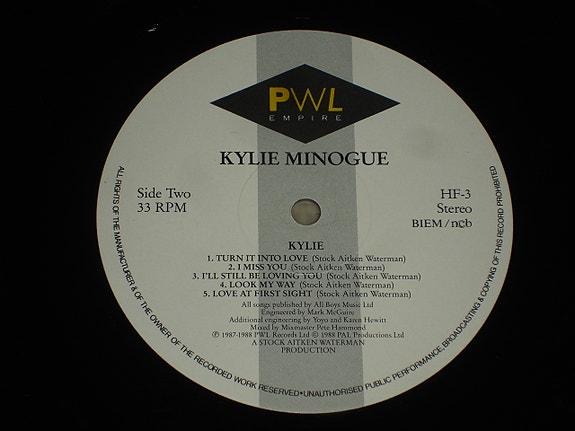 PWL
EMPIRE
KYLIE MINOGUE
Side Two
33 RPM
HF-3
Stereo
BIEM/ncb
KYLIE
1. TURN IT INTO LOVE (Stock Aitken Waterman)
2. I MISS YOU (Stock Aitken Waterman)
3. I'LL STILL BE LOVING YOU (Stock Aitken Waterman)
4. LOOK MY WAY (Stock Aitken Waterman)
5. LOVE AT FIRST SIGHT (Stock Aitken Waterman)
All songs published by All Boys Music Ltd
Engineered by Mark McGuire
Additional engineering by Yoyo and Karen Hewitt
Mixed by Mixmaster Pete Hammond
℗ 1987-1988 PWL Records Ltd © 1988 PAL Productions Ltd
A STOCK AITKEN WATERMAN
PRODUCTION
ALL RIGHTS OF THE MANUFACTURER & OF THE OWNER OF THE RECORDED WORK RESERVED•UNAUTHORISED PUBLIC PERFORMANCE, BROADCASTING & COPYING OF THIS RECORD PROHIBITED